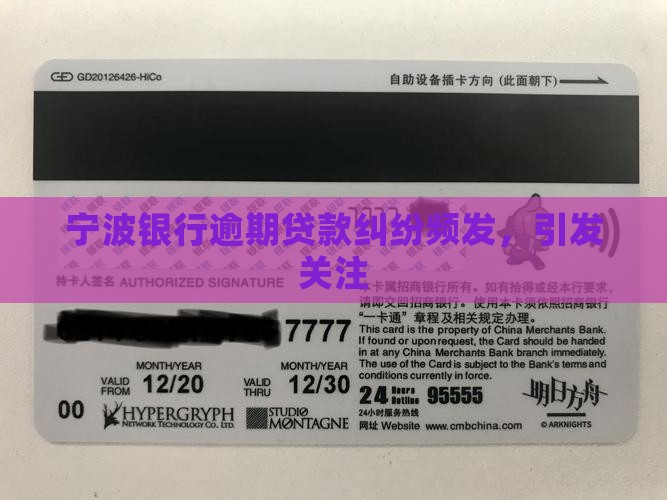 GD20126426-HiCo
自助设备插卡方向 (此面朝下)
宁波银行逾期贷款纠纷频发，引发
关注
持卡人签名 AUTHORIZED SIGNATURE
本卡属招商银行所有。如有拾得或经本行要求，
请即交回招商银行。使用本卡须依照招商银行
“一卡通”章程及相关规定办理。
This card is the property of China Merchants Bank.
If found or upon request, the Card should be handed
in at any China Merchants Bank branch immediately.
The use of the Card is subject to the Bank's terms and
conditions currently in force.
7777
MONTH/YEAR MONTH/YEAR
VALID FROM 12/20 VALID THRU 12/30
24 Hours Hotline 95555
24小时服务热线
网址 Website www.cmbchina.com
00
HYPERGRYPH
NETWORK TECHNOLOGY CO., LTD.
STUDIO
MØNTAGNE
明日方舟
© ARKNIGHTS